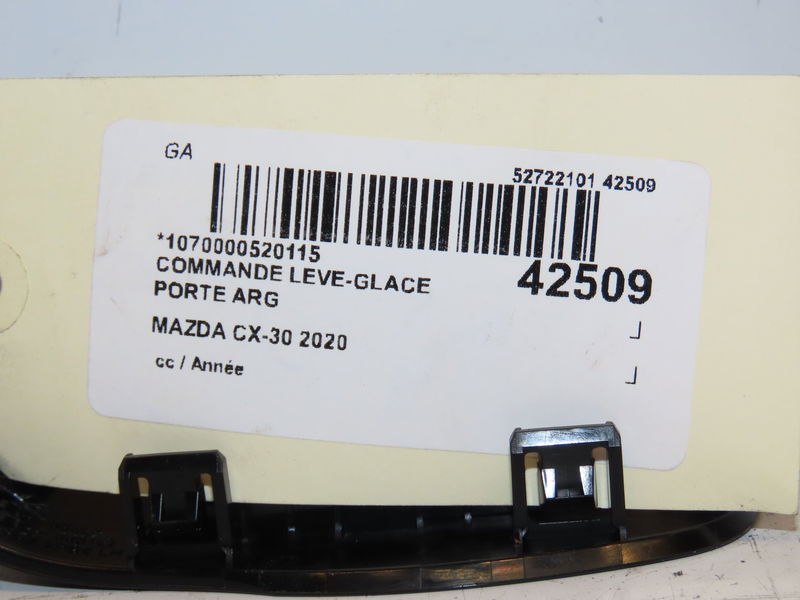 GA
52722101 42509
*1070000520115
COMMANDE LEVE-GLACE
PORTE ARG
42509
MAZDA CX-30 2020
cc / Année